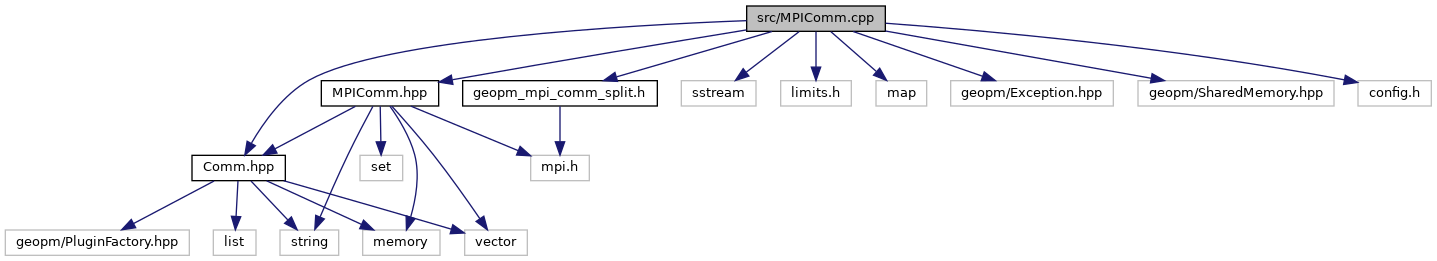 src/MPIComm.cpp
MPIComm.hpp
geopm_mpi_comm_split.h
sstream
limits.h
map
geopm/Exception.hpp
geopm/SharedMemory.hpp
config.h
Comm.hpp
set
mpi.h
geopm/PluginFactory.hpp
list
string
memory
vector